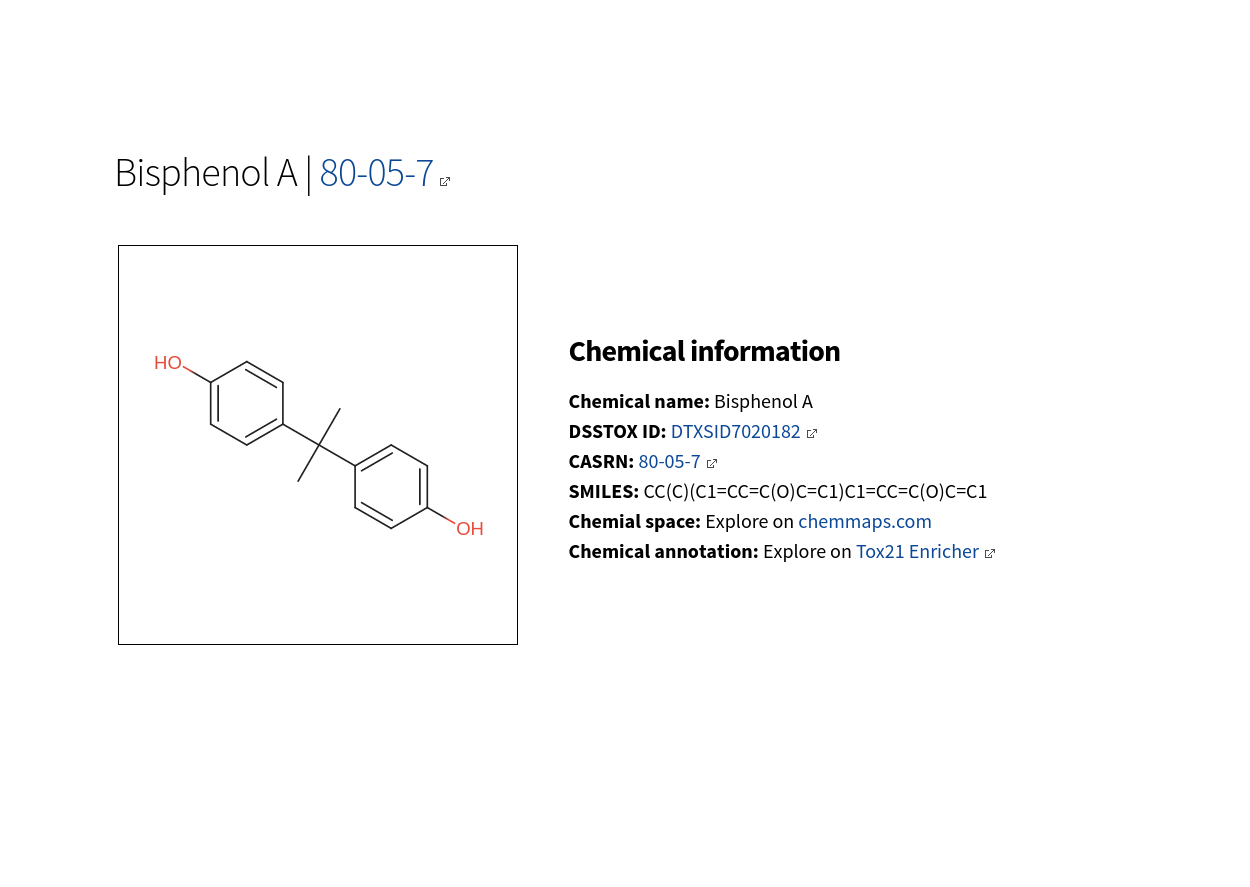 Bisphenol A | 80-05-7
HO
OH
Chemical information
Chemical name: Bisphenol A
DSSTOX ID: DTXSID7020182
CASRN: 80-05-7
SMILES: CC(C)(C1=CC=C(O)C=C1)C1=CC=C(O)C=C1
Chemial space: Explore on chemmaps.com
Chemical annotation: Explore on Tox21 Enricher